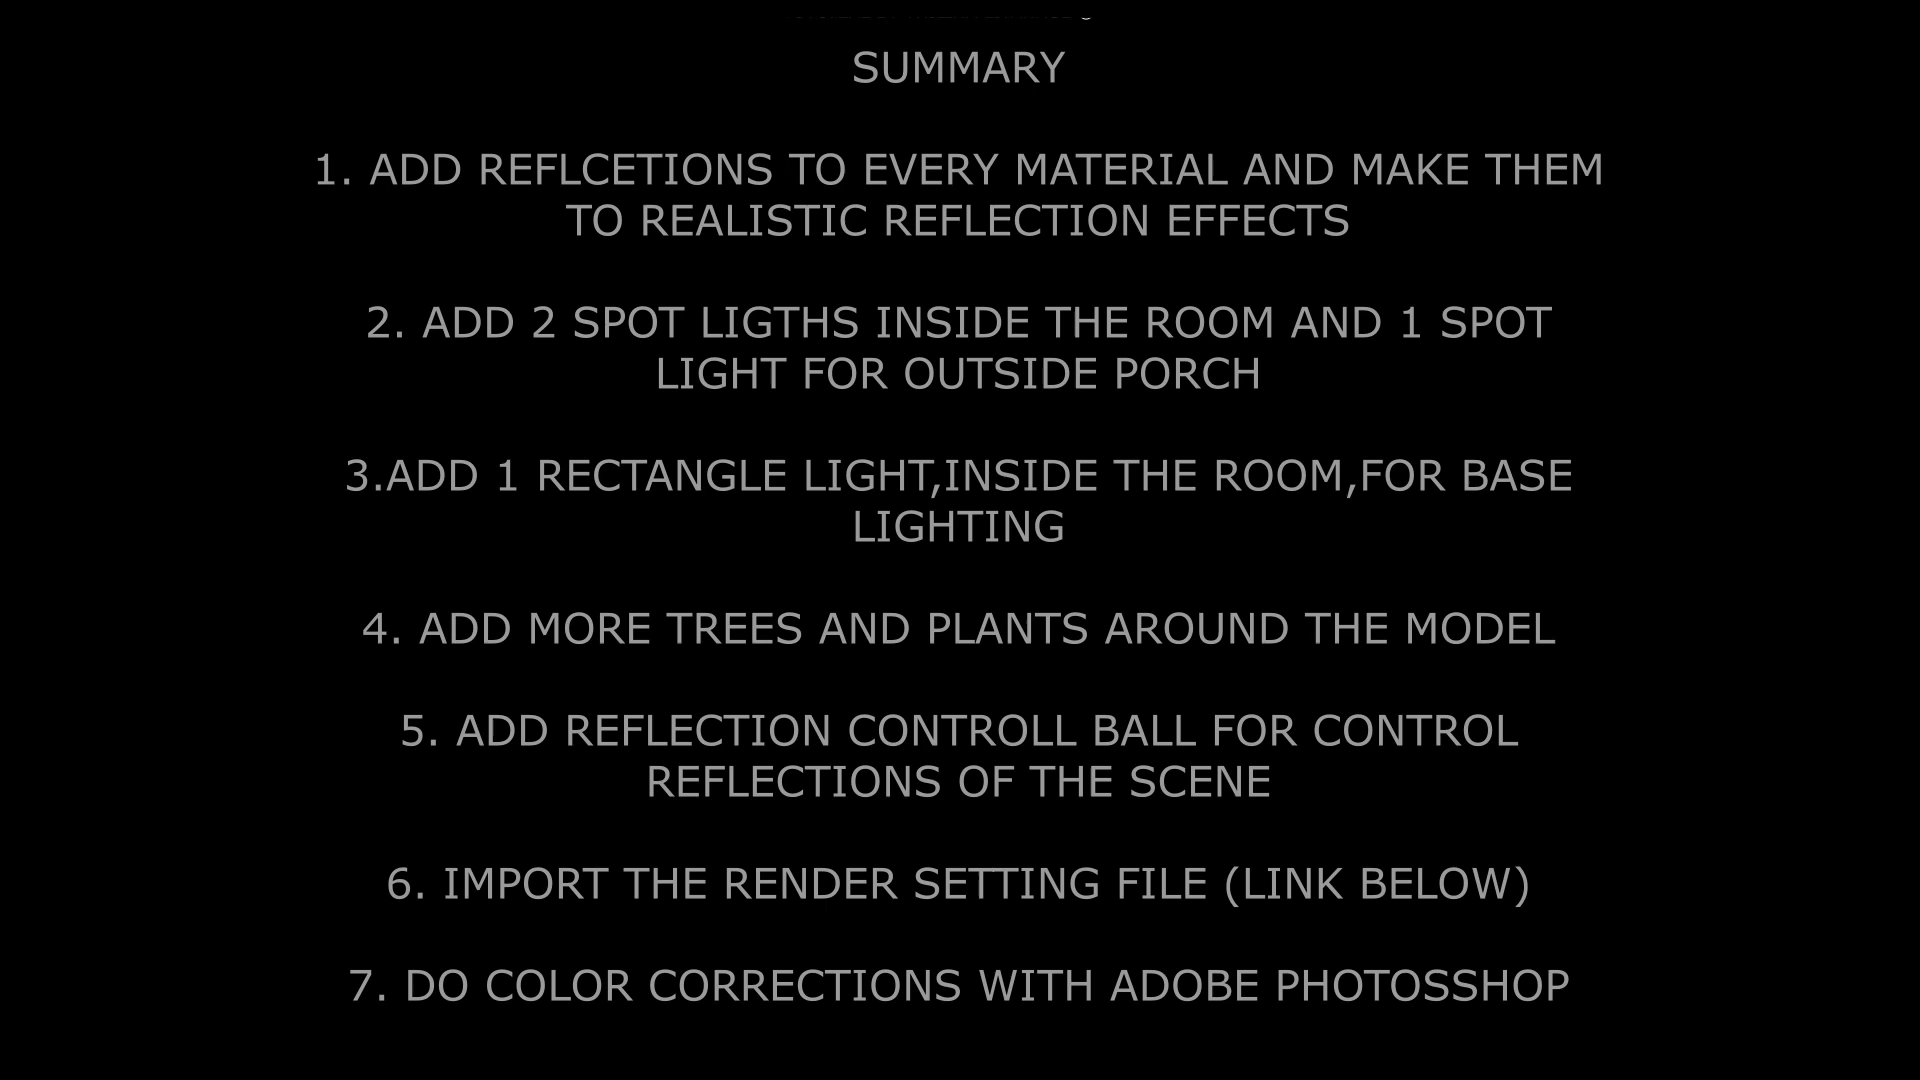 SUMMARY
1. ADD REFLCETIONS TO EVERY MATERIAL AND MAKE THEM
TO REALISTIC REFLECTION EFFECTS
2. ADD 2 SPOT LIGTHS INSIDE THE ROOM AND 1 SPOT
LIGHT FOR OUTSIDE PORCH
3.ADD 1 RECTANGLE LIGHT,INSIDE THE ROOM,FOR BASE
LIGHTING
4. ADD MORE TREES AND PLANTS AROUND THE MODEL
5. ADD REFLECTION CONTROLL BALL FOR CONTROL
REFLECTIONS OF THE SCENE
6. IMPORT THE RENDER SETTING FILE (LINK BELOW)
7. DO COLOR CORRECTIONS WITH ADOBE PHOTOSSHOP